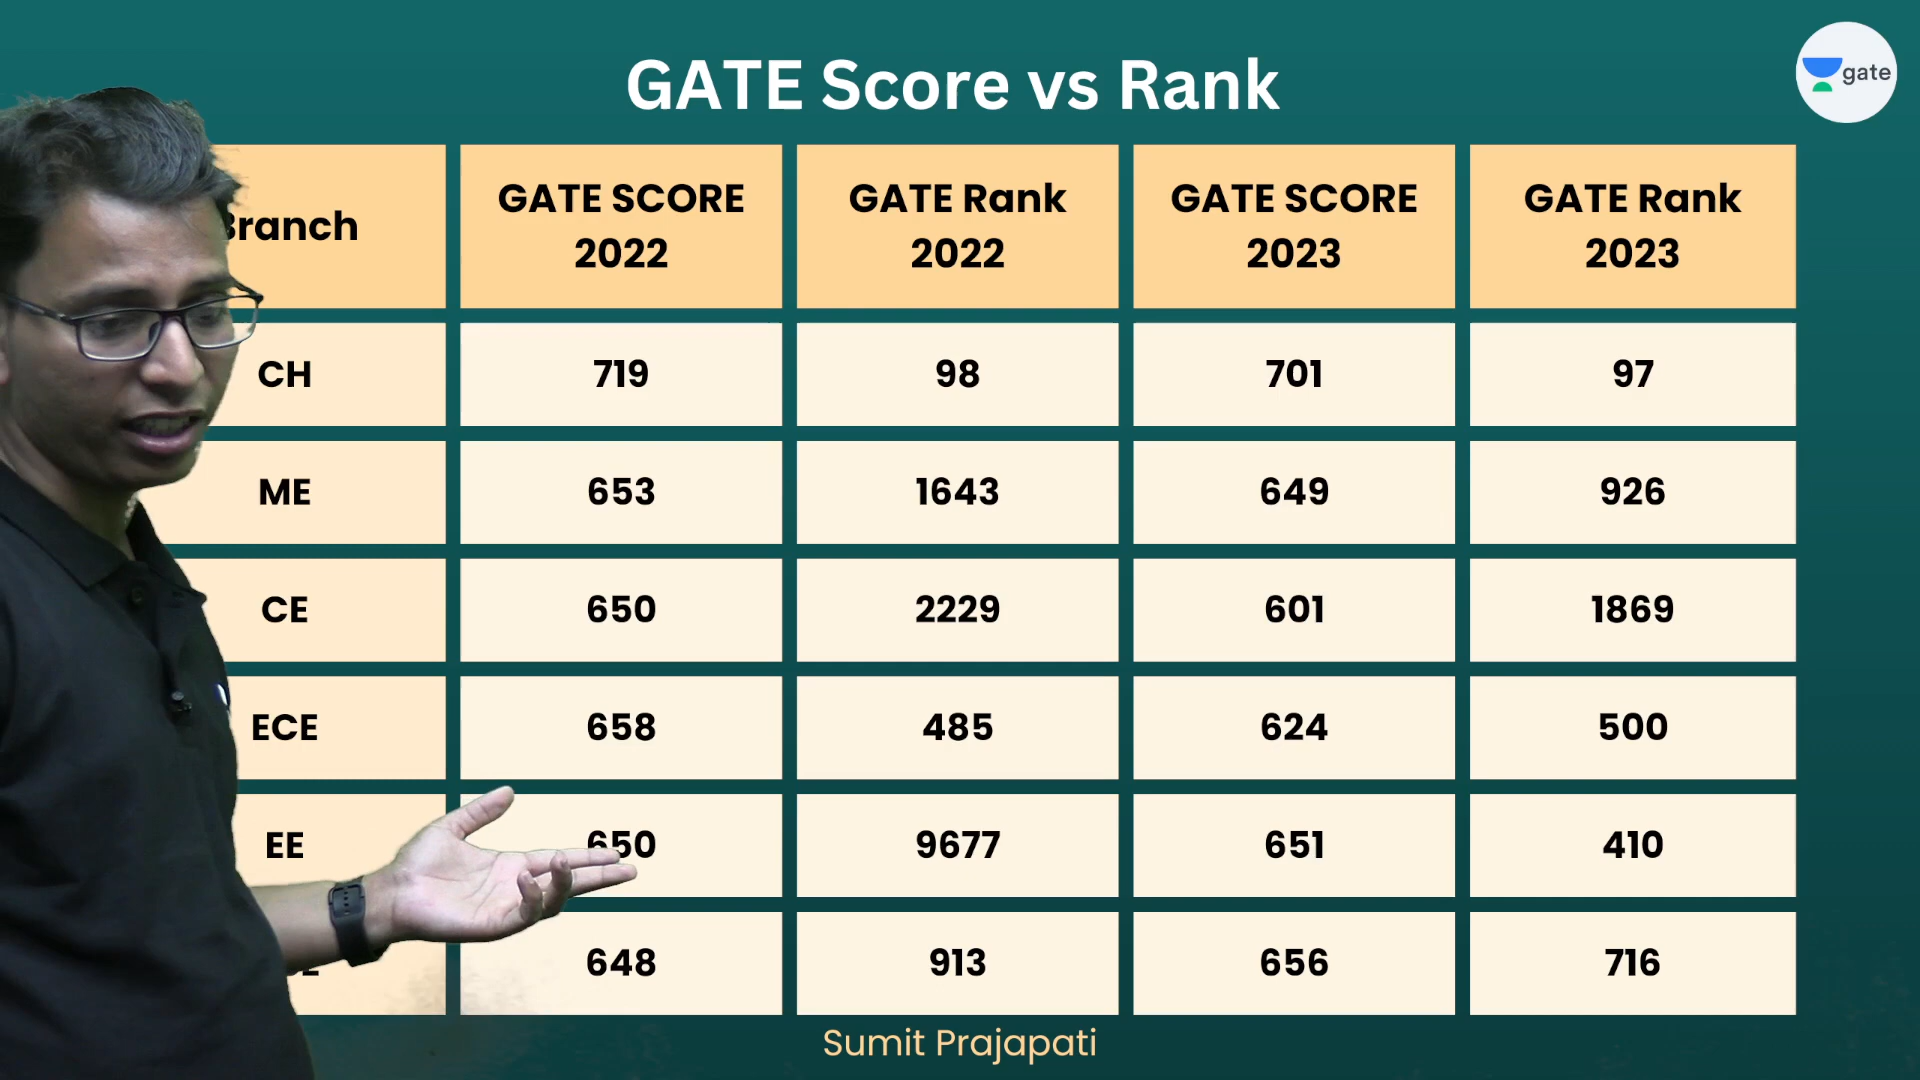 GATE Score vs Rank
gate
Branch
GATE SCORE
2022
GATE Rank
2022
GATE SCORE
2023
GATE Rank
2023
CH 719 98 701 97
ME 653 1643 649 926
CE 650 2229 601 1869
ECE 658 485 624 500
EE 650 9677 651 410
648 913 656 716
Sumit Prajapati